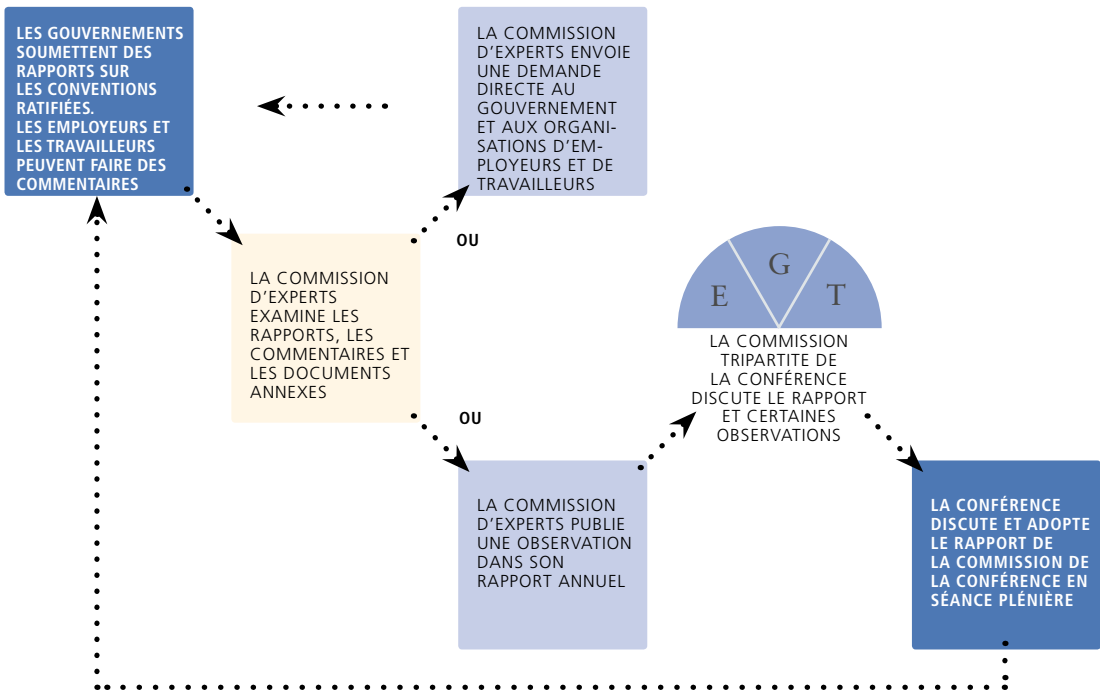 LES GOUVERNEMENTS
SOUMETTENT DES
RAPPORTS SUR
LES CONVENTIONS
RATIFIÉES.
LES EMPLOYEURS ET
LES TRAVAILLEURS
PEUVENT FAIRE DES
COMMENTAIRES
LA COMMISSION
D'EXPERTS ENVOIE
UNE DEMANDE
DIRECTE AU
GOUVERNEMENT
ET AUX ORGANI-
SATIONS D'EM-
PLOYEURS ET DE
TRAVAILLEURS
OU
LA COMMISSION
D'EXPERTS
EXAMINE LES
RAPPORTS, LES
COMMENTAIRES ET
LES DOCUMENTS
ANNEXES
OU
E G T
LA COMMISSION
TRIPARTITE DE
LA CONFÉRENCE
DISCUTE LE RAPPORT
ET CERTAINES
OBSERVATIONS
LA COMMISSION
D'EXPERTS PUBLIE
UNE OBSERVATION
DANS SON
RAPPORT ANNUEL
LA CONFÉRENCE
DISCUTE ET ADOPTE
LE RAPPORT DE
LA COMMISSION DE
LA CONFÉRENCE EN
SÉANCE PLÉNIÈRE